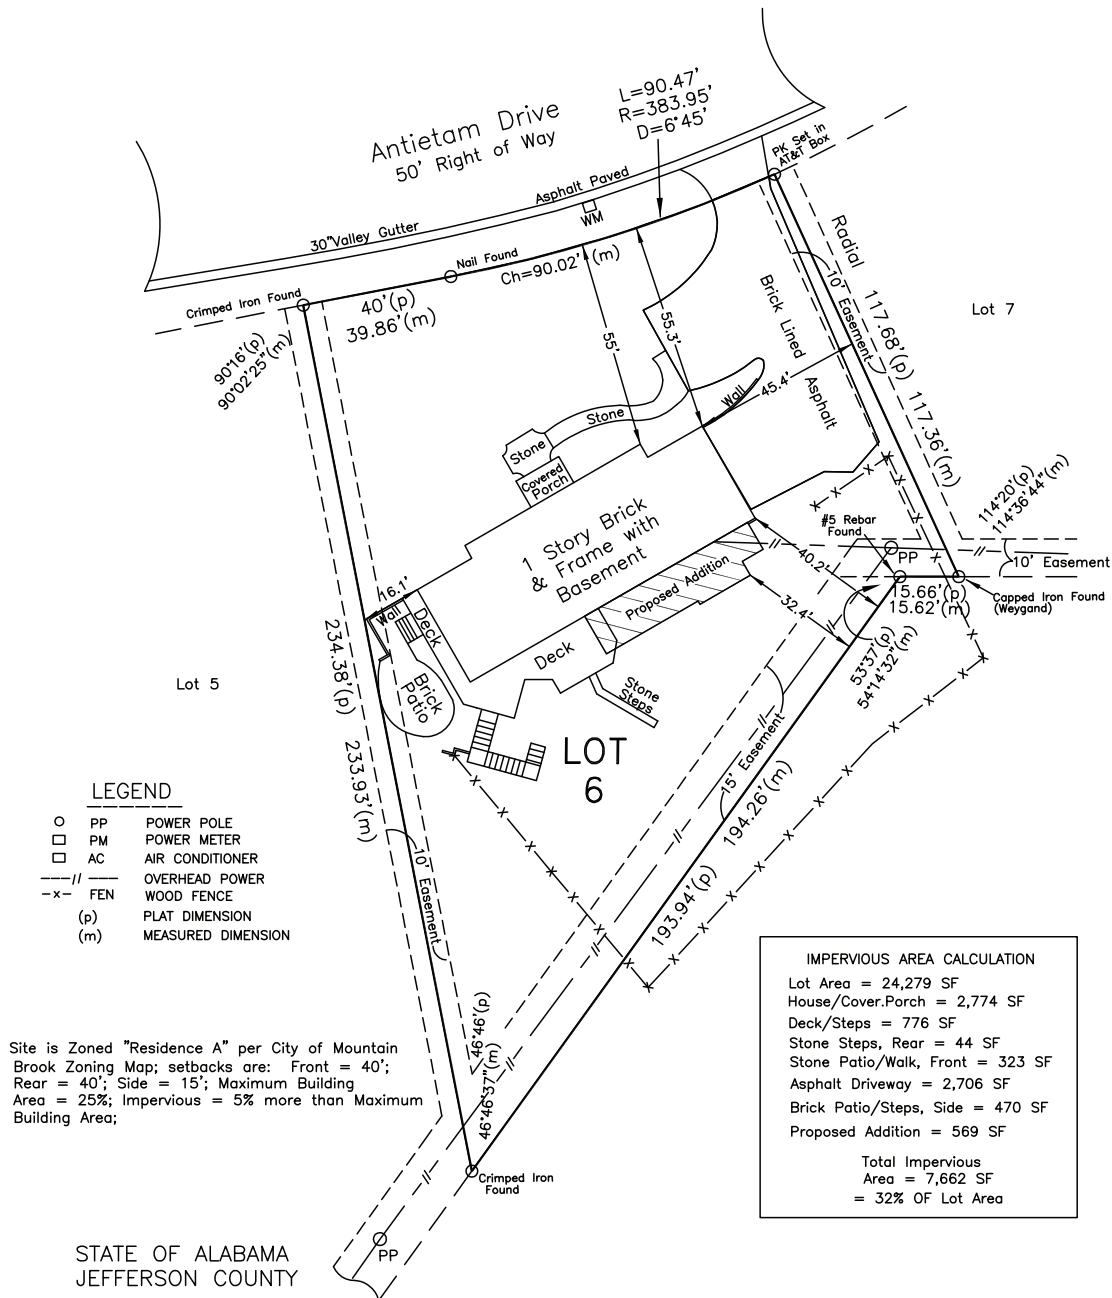 Antietam Drive
50' Right of Way
L=90.47'
R=383.95'
D=6°45'
PK Set in
AT&T Box
Asphalt Paved
WM
30"Valley Gutter
Nail Found
Ch=90.02' (m)
Crimped Iron Found
40'(p)
39.86'(m)
90°16'(p)
90°02'25"(m)
Radial
117.68'(p)
117.36'(m)
10' Easement
Lot 7
Brick Lined
Asphalt
55'
55.3'
45.4'
Wall
Stone
Stone
Covered
Porch
114°20'(p)
114°36'44"(m)
#5 Rebar
Found
PP
10' Easement
Capped Iron Found
(Weygand)
15.66'(p)
15.62'(m)
53°37'(p)
54°14'32"(m)
1 Story Brick
& Frame with
Basement
Proposed Addition
40.2'
32.4'
16.1'
Wall
Deck
Deck
Brick
Patio
Stone
Steps
234.38'(p)
233.93'(m)
Lot 5
LOT
6
15' Easement
194.26'(m)
193.94'(p)
10' Easement
LEGEND
PP POWER POLE
PM POWER METER
AC AIR CONDITIONER
OVERHEAD POWER
-x- FEN WOOD FENCE
(p) PLAT DIMENSION
(m) MEASURED DIMENSION
IMPERVIOUS AREA CALCULATION
Lot Area = 24,279 SF
House/Cover.Porch = 2,774 SF
Deck/Steps = 776 SF
Stone Steps, Rear = 44 SF
Stone Patio/Walk, Front = 323 SF
Asphalt Driveway = 2,706 SF
Brick Patio/Steps, Side = 470 SF
Proposed Addition = 569 SF
Total Impervious
Area = 7,662 SF
= 32% OF Lot Area
Site is Zoned "Residence A" per City of Mountain
Brook Zoning Map; setbacks are: Front = 40';
Rear = 40'; Side = 15'; Maximum Building
Area = 25%; Impervious = 5% more than Maximum
Building Area;
46°46'(p)
46°46'37"(m)
Crimped Iron
Found
PP
STATE OF ALABAMA
JEFFERSON COUNTY